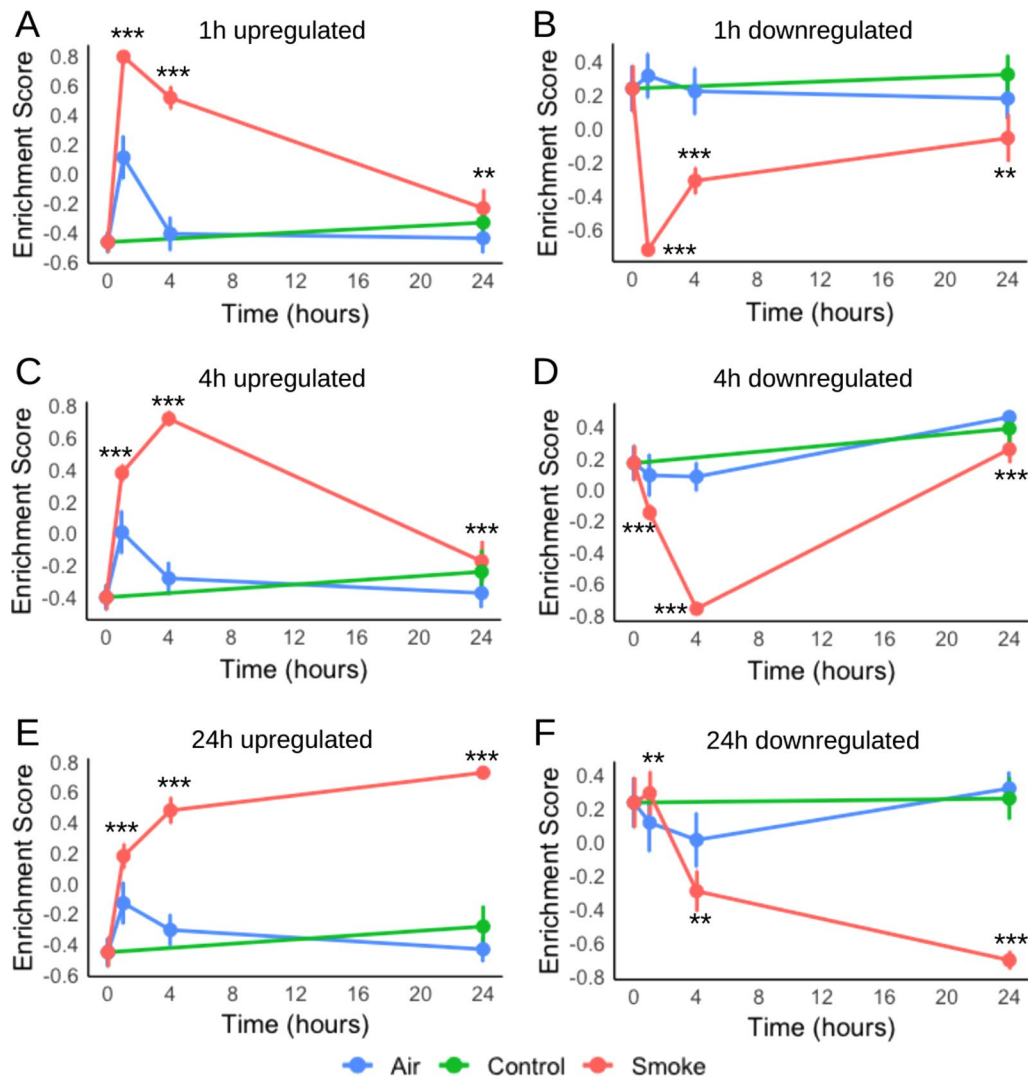 A
1h upregulated
***
***
**
0.8
0.6
0.4
0.2
0.0
-0.2
-0.4
-0.6
Enrichment Score
0 4 8 12 16 20 24
Time (hours)
B
1h downregulated
***
***
**
0.4
0.2
0.0
-0.2
-0.4
-0.6
Enrichment Score
0 4 8 12 16 20 24
Time (hours)
C
4h upregulated
***
***
***
0.8
0.6
0.4
0.2
0.0
-0.2
-0.4
Enrichment Score
0 4 8 12 16 20 24
Time (hours)
D
4h downregulated
***
***
***
0.4
0.2
0.0
-0.2
-0.4
-0.6
-0.8
Enrichment Score
0 4 8 12 16 20 24
Time (hours)
E
24h upregulated
***
***
***
0.8
0.6
0.4
0.2
0.0
-0.2
-0.4
-0.6
Enrichment Score
0 4 8 12 16 20 24
Time (hours)
F
24h downregulated
**
**
***
0.4
0.2
0.0
-0.2
-0.4
-0.6
-0.8
Enrichment Score
0 4 8 12 16 20 24
Time (hours)
Air Control Smoke